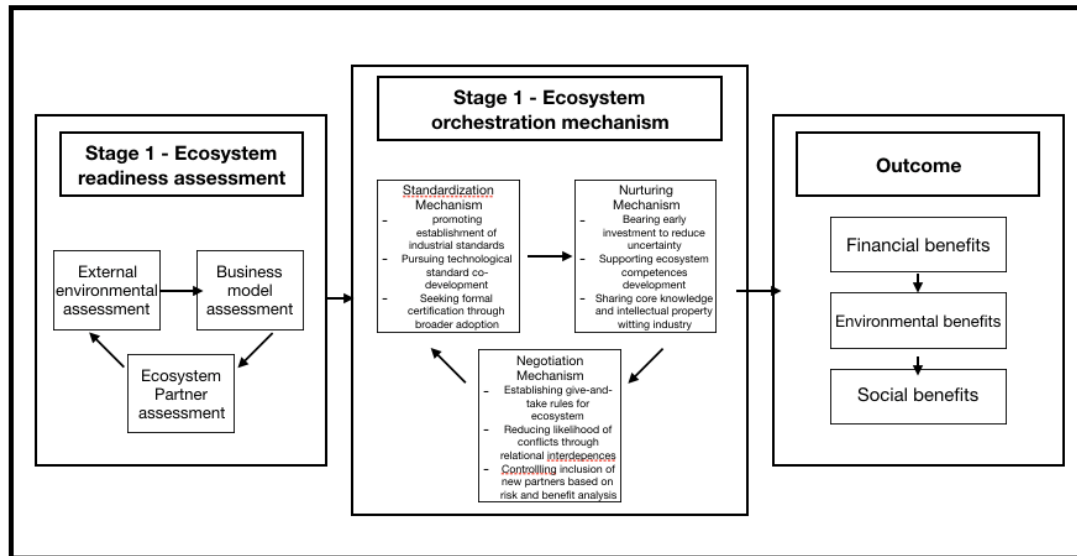 Stage 1 - Ecosystem
readiness assessment
External
environmental
assessment
Business
model
assessment
Ecosystem
Partner
assessment
Stage 1 - Ecosystem
orchestration mechanism
Standardization
Mechanism
- promoting
establishment of
industrial standards
- Pursuing technological
standard co-
development
- Seeking formal
certification through
broader adoption
Nurturing
Mechanism
- Bearing early
investment to reduce
uncertainty
- Supporting ecosystem
competences
development
- Sharing core knowledge
and intellectual property
witting industry
Negotiation
Mechanism
- Establishing give-and-
take rules for
ecosystem
- Reducing likelihood of
conflicts through
relational interdepences
- Controllling inclusion of
new partners based on
risk and benefit analysis
Outcome
Financial benefits
Environmental benefits
Social benefits